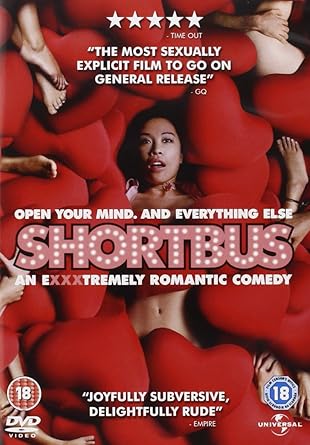 ★★★★★
- TIME OUT
“THE MOST SEXUALLY
EXPLICIT FILM TO GO ON
GENERAL RELEASE”
- GQ
OPEN YOUR MIND. AND EVERYTHING ELSE
SHORTBUS
AN EXXXTREMELY ROMANTIC COMEDY
18
18
DVD
VIDEO
“JOYFULLY SUBVERSIVE,
DELIGHTFULLY RUDE”
- EMPIRE
UNIVERSAL